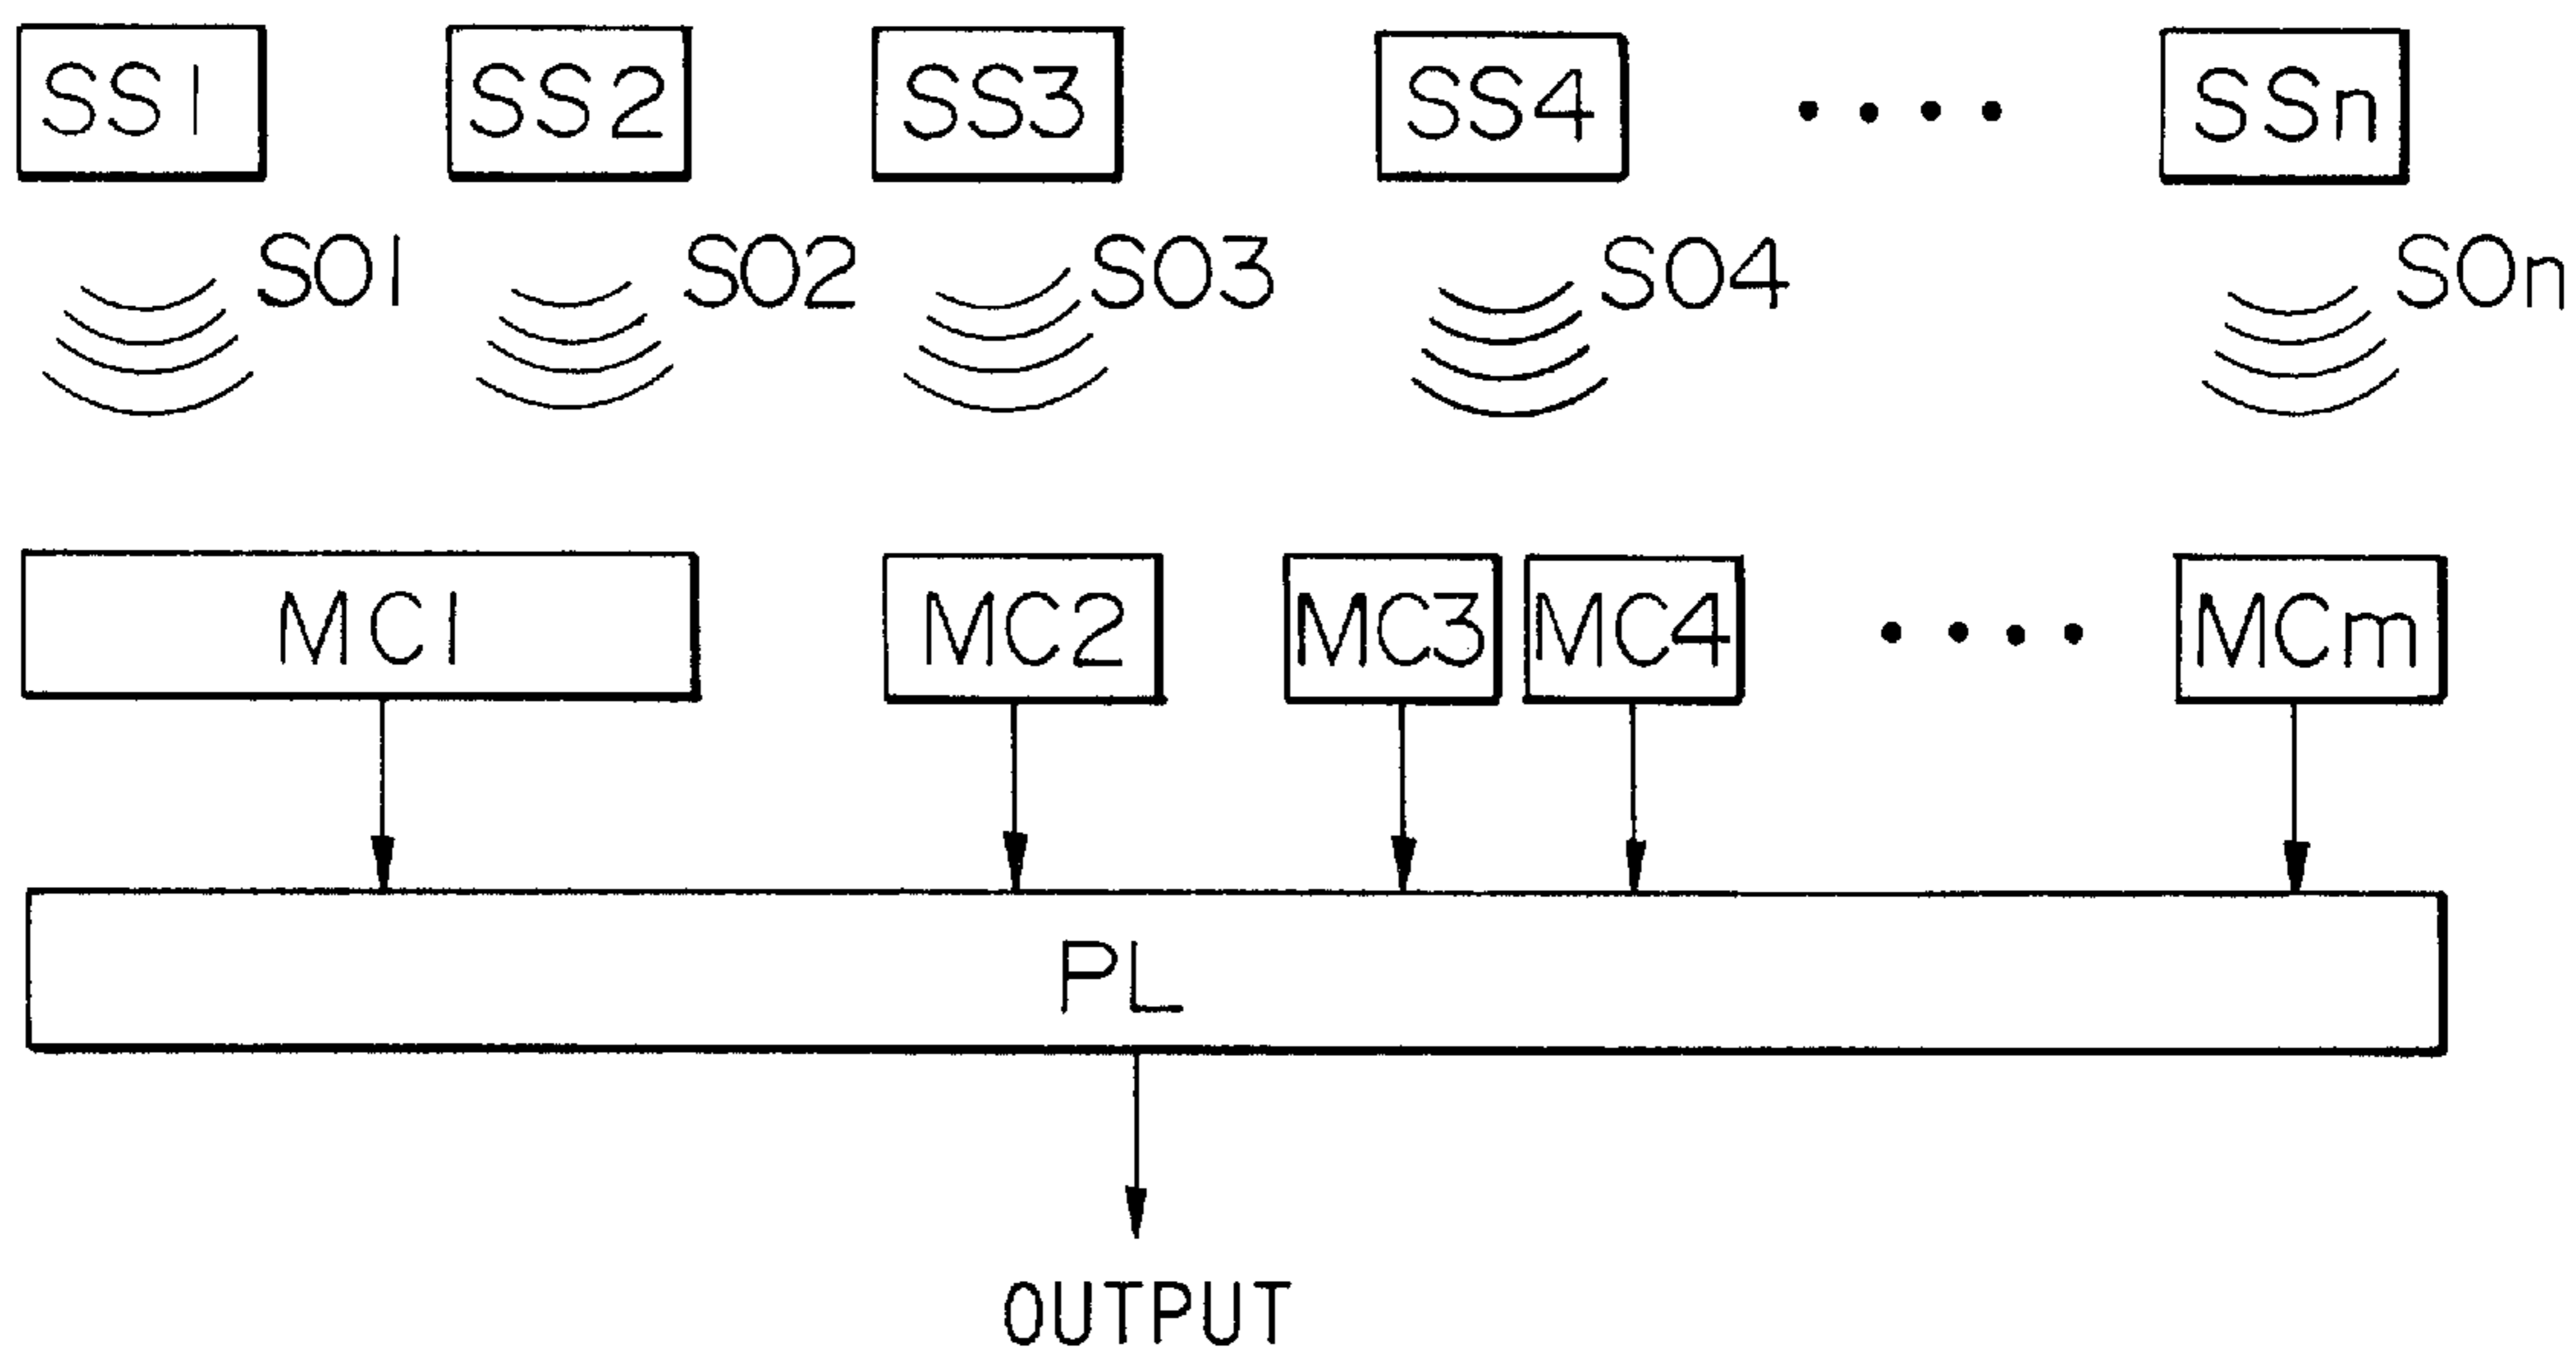 SS1 SS2 SS3 SS4 .... SSn
SO1 SO2 SO3 SO4 SOn
MC1 MC2 MC3 MC4 .... MCm
PL
OUTPUT